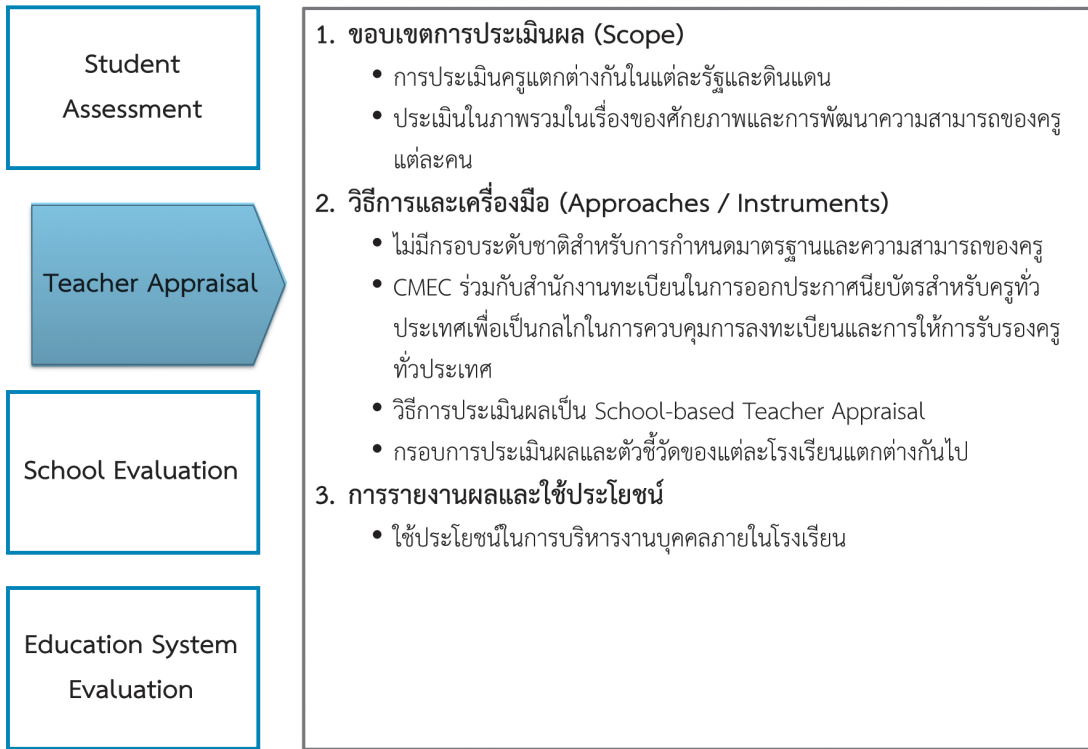 Student
Assessment
Teacher Appraisal
School Evaluation
Education System
Evaluation
1. ขอบเขตการประเมินผล (Scope)
• การประเมินครูแตกต่างกันในแต่ละรัฐและดินแดน
• ประเมินในภาพรวมในเรื่องของศักยภาพและการพัฒนาความสามารถของครู
แต่ละคน
2. วิธีการและเครื่องมือ (Approaches / Instruments)
• ไม่มีกรอบระดับชาติสำหรับการกำหนดมาตรฐานและความสามารถของครู
• CMEC ร่วมกับสำนักงานทะเบียนในการออกประกาศนียบัตรสำหรับครูทั่ว
ประเทศเพื่อเป็นกลไกในการควบคุมการลงทะเบียนและการให้การรับรองครู
ทั่วประเทศ
• วิธีการประเมินผลเป็น School-based Teacher Appraisal
• กรอบการประเมินผลและตัวชี้วัดของแต่ละโรงเรียนแตกต่างกันไป
3. การรายงานผลและใช้ประโยชน์
• ใช้ประโยชน์ในการบริหารงานบุคคลภายในโรงเรียน